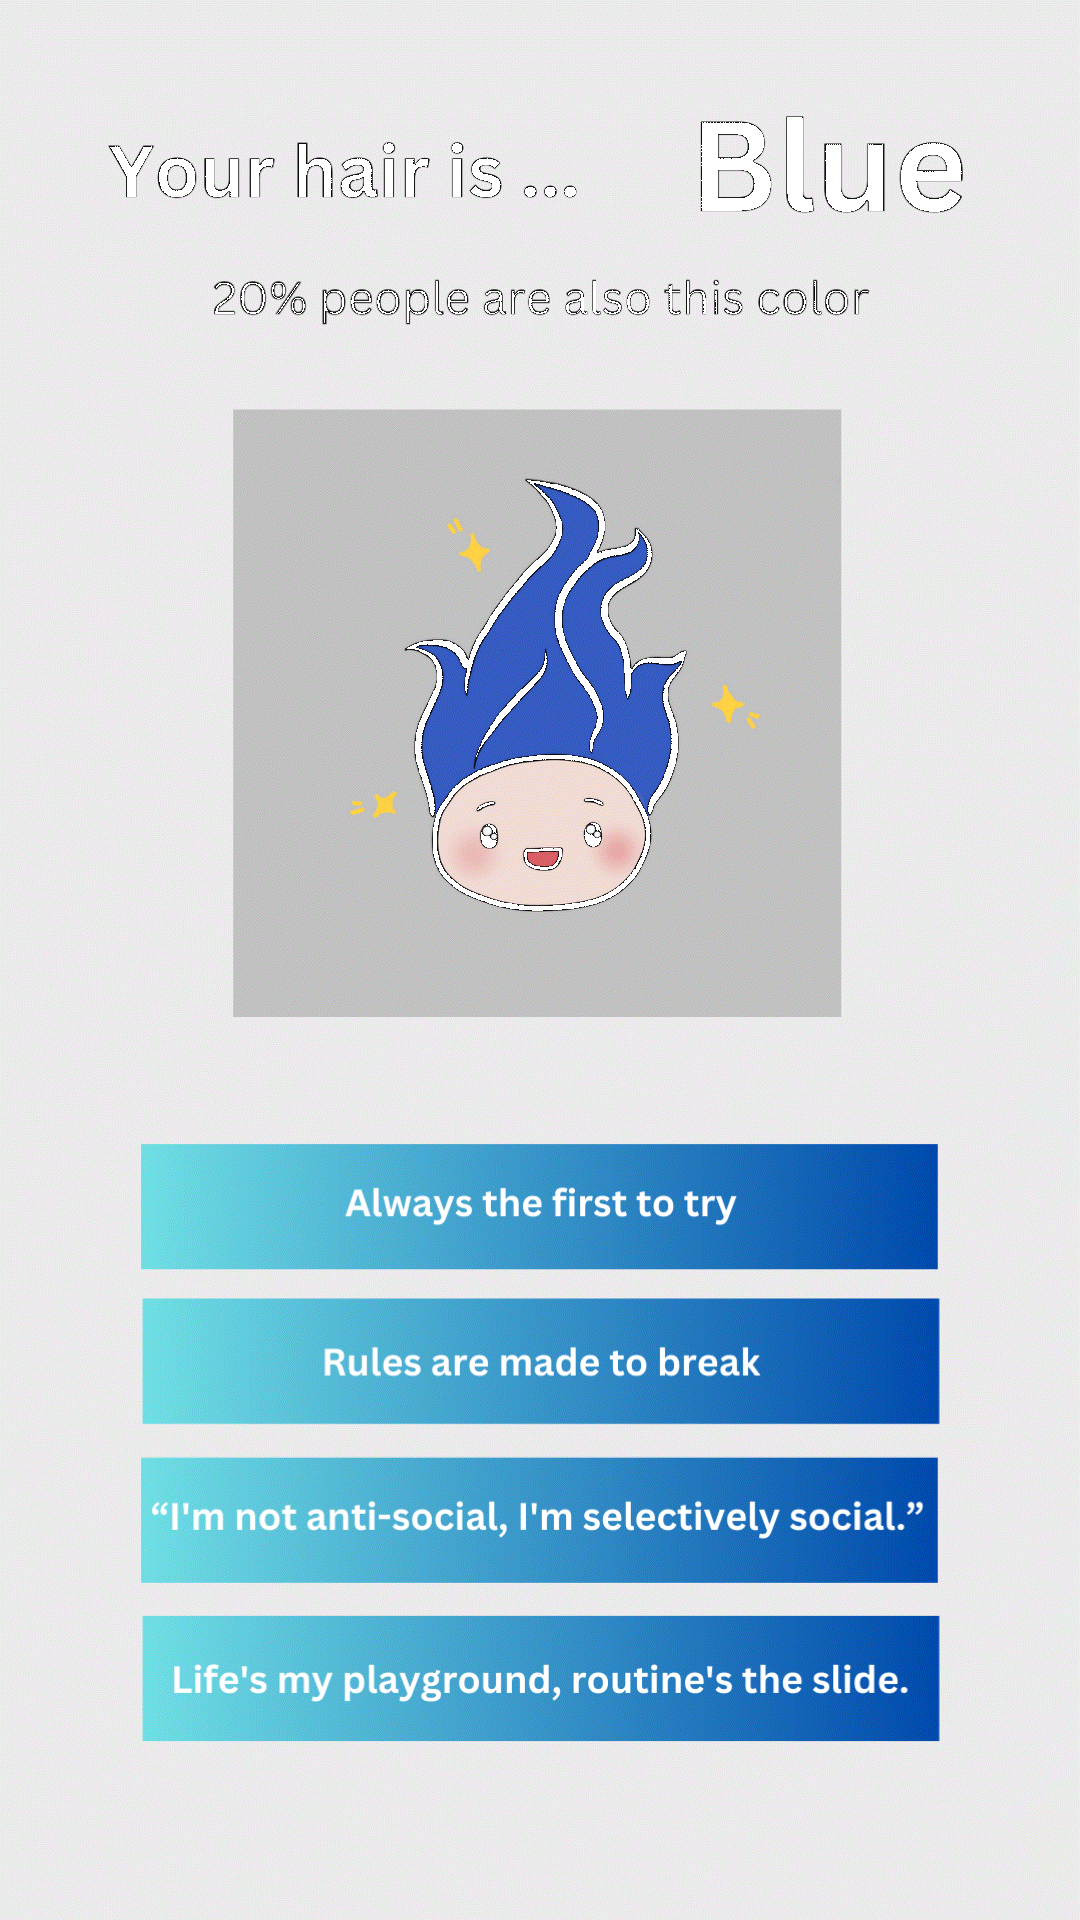 Your hair is ... Blue
20% people are also this color
Always the first to try
Rules are made to break
“I'm not anti-social, I'm selectively social.”
Life's my playground, routine's the slide.